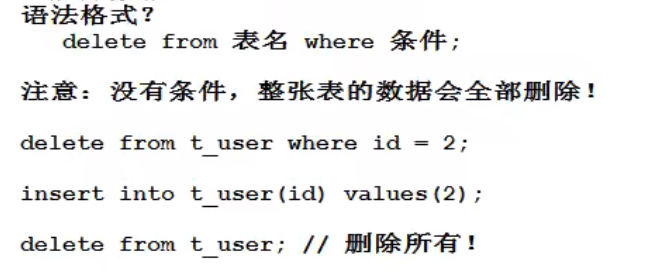 语法格式？
delete from 表名 where 条件;
注意：没有条件，整张表的数据会全部删除！
delete from t_user where id = 2;
insert into t_user(id) values(2);
delete from t_user; // 删除所有！